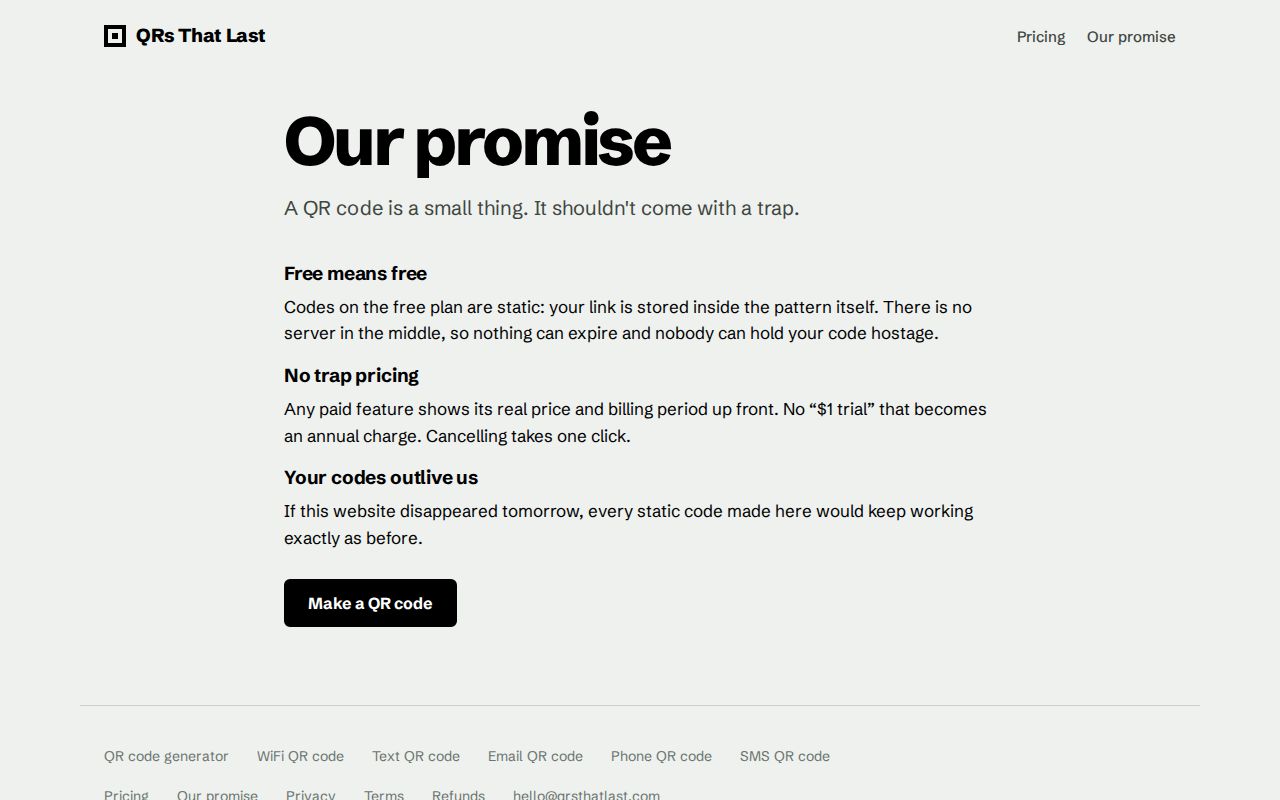 QRs That Last
Pricing
Our promise
Our promise
A QR code is a small thing. It shouldn't come with a trap.
Free means free
Codes on the free plan are static: your link is stored inside the pattern itself. There is no
server in the middle, so nothing can expire and nobody can hold your code hostage.
No trap pricing
Any paid feature shows its real price and billing period up front. No “$1 trial” that becomes
an annual charge. Cancelling takes one click.
Your codes outlive us
If this website disappeared tomorrow, every static code made here would keep working
exactly as before.
Make a QR code
QR code generator
WiFi QR code
Text QR code
Email QR code
Phone QR code
SMS QR code
Pricing
Our promise
Privacy
Terms
Refunds
hello@qrsthatlast.com